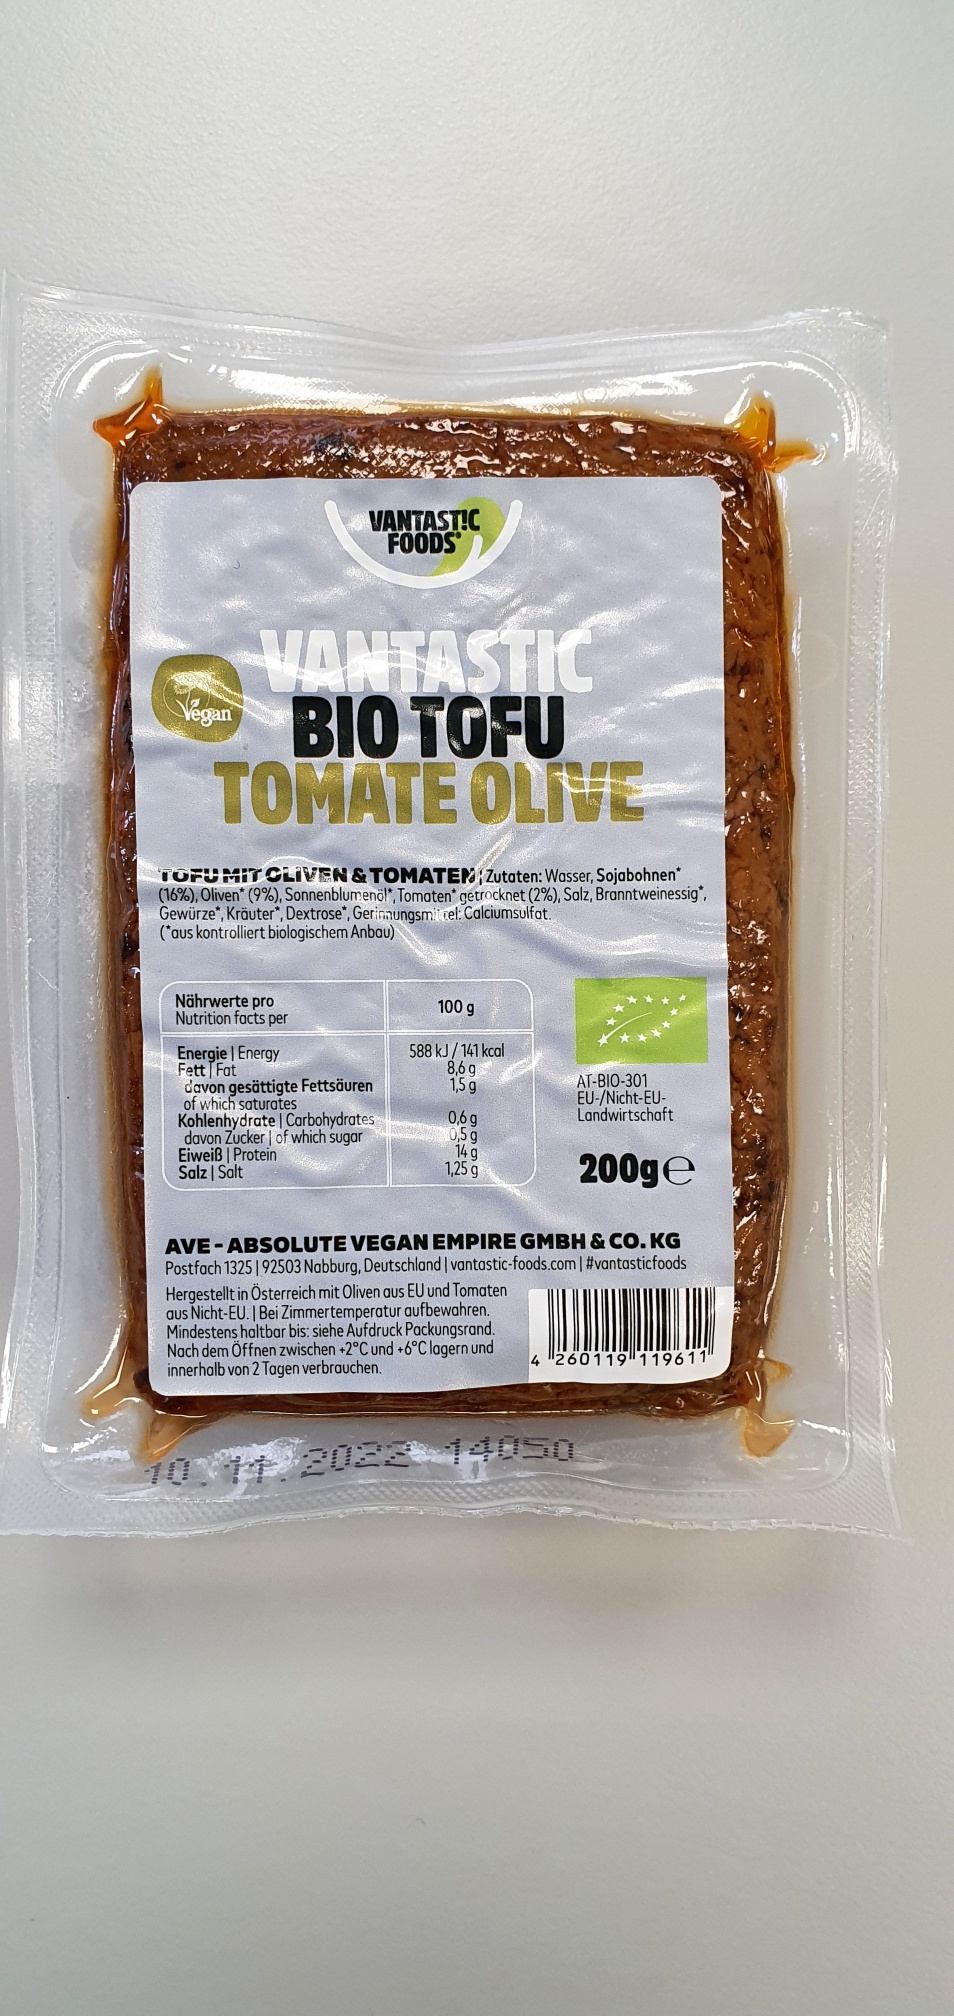 VANTAST!C
FOODS®
VANTASTIC
BIO TOFU
TOMATE OLIVE
Vegan
TOFU MIT OLIVEN & TOMATEN | Zutaten: Wasser, Sojabohnen*
(16%), Oliven* (9%), Sonnenblumenöl*, Tomaten* getrocknet (2%), Salz, Branntweinessig*,
Gewürze*, Kräuter*, Dextrose*, Gerinnungsmittel: Calciumsulfat.
(*aus kontrolliert biologischem Anbau)
Nährwerte pro
Nutrition facts per
100 g
Energie | Energy 588 kJ / 141 kcal
Fett | Fat 8,6 g
davon gesättigte Fettsäuren 1,5 g
of which saturates
Kohlenhydrate | Carbohydrates 0,6 g
davon Zucker | of which sugar 0,5 g
Eiweiß | Protein 14 g
Salz | Salt 1,25 g
AT-BIO-301
EU-/Nicht-EU-
Landwirtschaft
200g℮
AVE - ABSOLUTE VEGAN EMPIRE GMBH & CO. KG
Postfach 1325 | 92503 Nabburg, Deutschland | vantastic-foods.com | #vantasticfoods
Hergestellt in Österreich mit Oliven aus EU und Tomaten
aus Nicht-EU. | Bei Zimmertemperatur aufbewahren.
Mindestens haltbar bis: siehe Aufdruck Packungsrand.
Nach dem Öffnen zwischen +2°C und +6°C lagern und
innerhalb von 2 Tagen verbrauchen.
4 260119 119611
10.11.2022 14050